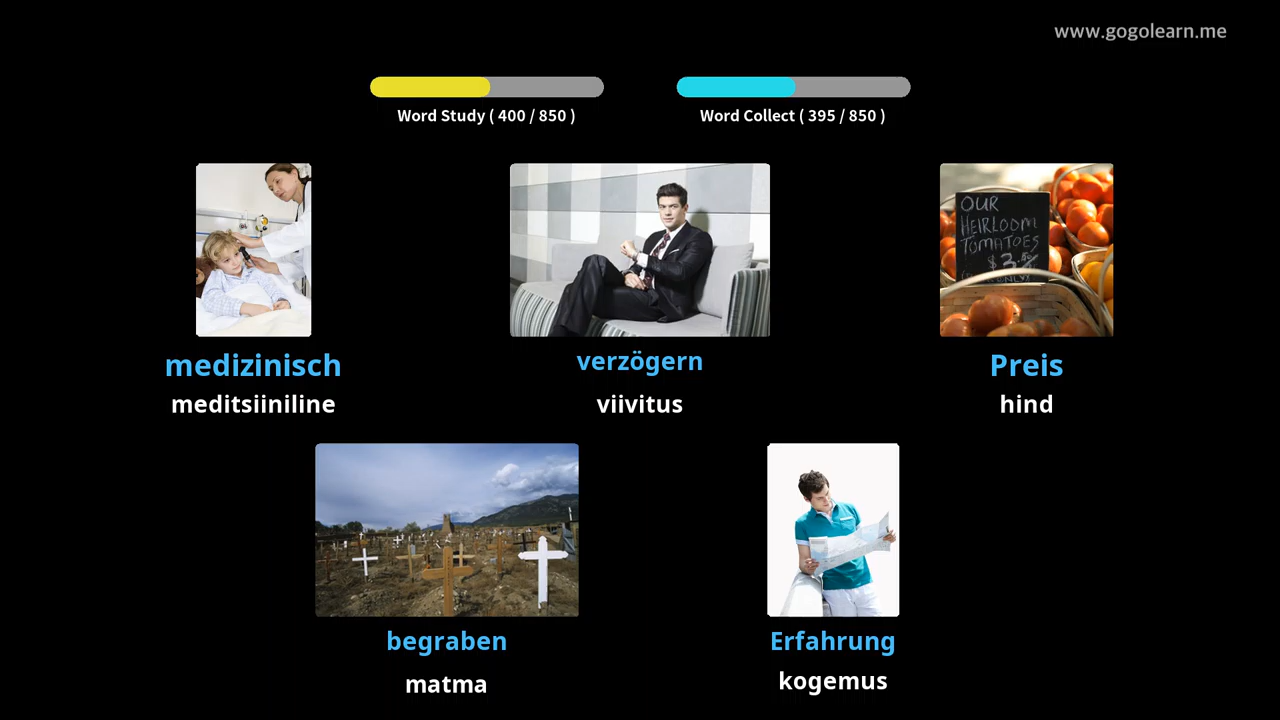 www.gogolearn.me
Word Study ( 400 / 850 )
Word Collect ( 395 / 850 )
OUR
HEIRLOOM
TOMATOES
medizinisch
meditsiiniline
verzögern
viivitus
Preis
hind
begraben
matma
Erfahrung
kogemus